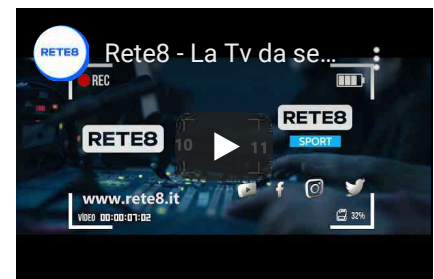 RETE8
Rete8 - La Tv da se...
REC
RETE8
10
RETE8
SPORT
11
www.rete8.it
VIDEO 00:00:07:02
32%